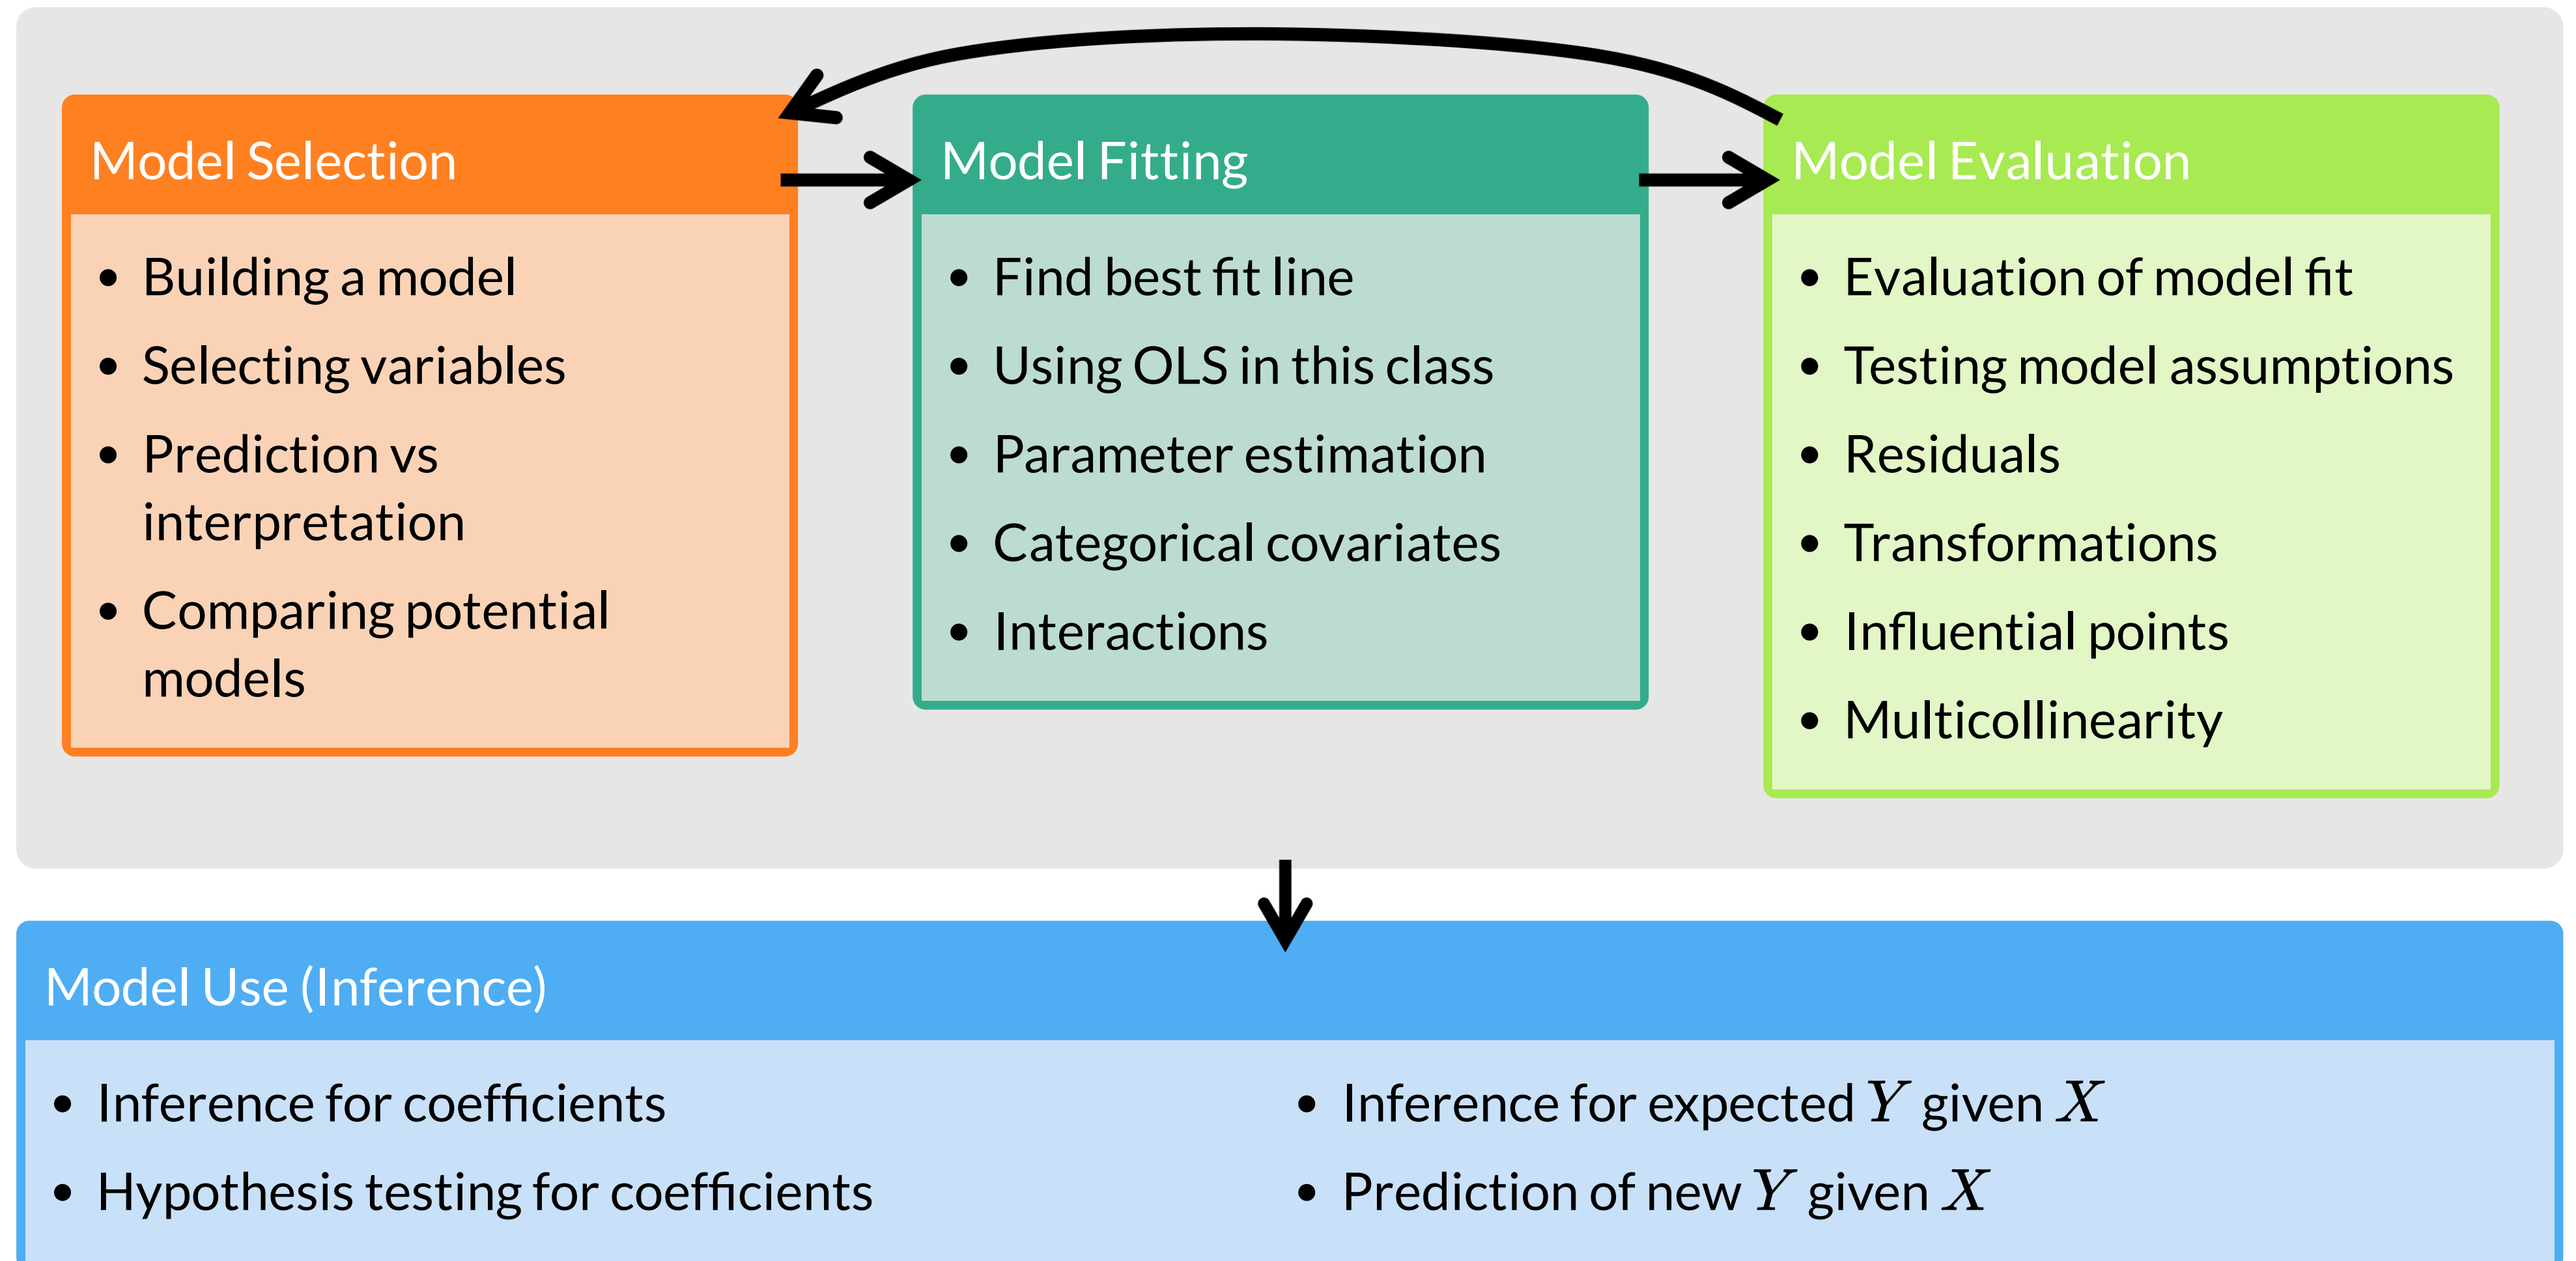 Model Selection
• Building a model
• Selecting variables
• Prediction vs
interpretation
• Comparing potential
models
Model Fitting
• Find best fit line
• Using OLS in this class
• Parameter estimation
• Categorical covariates
• Interactions
Model Evaluation
• Evaluation of model fit
• Testing model assumptions
• Residuals
• Transformations
• Influential points
• Multicollinearity
Model Use (Inference)
• Inference for coefficients
• Hypothesis testing for coefficients
• Inference for expected Y given X
• Prediction of new Y given X